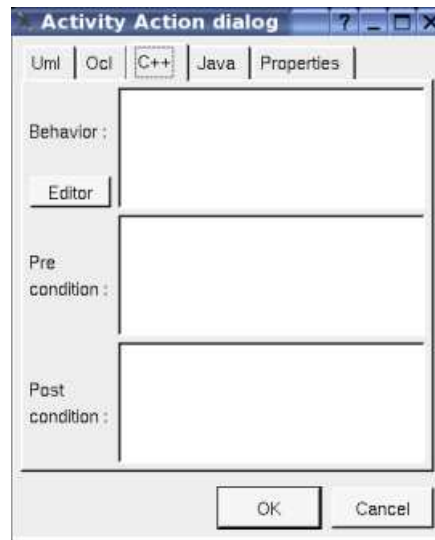 Activity Action dialog ? _ X
Uml Ocl C++ Java Properties
Behavior :
Editor
Pre
condition :
Post
condition :
OK Cancel